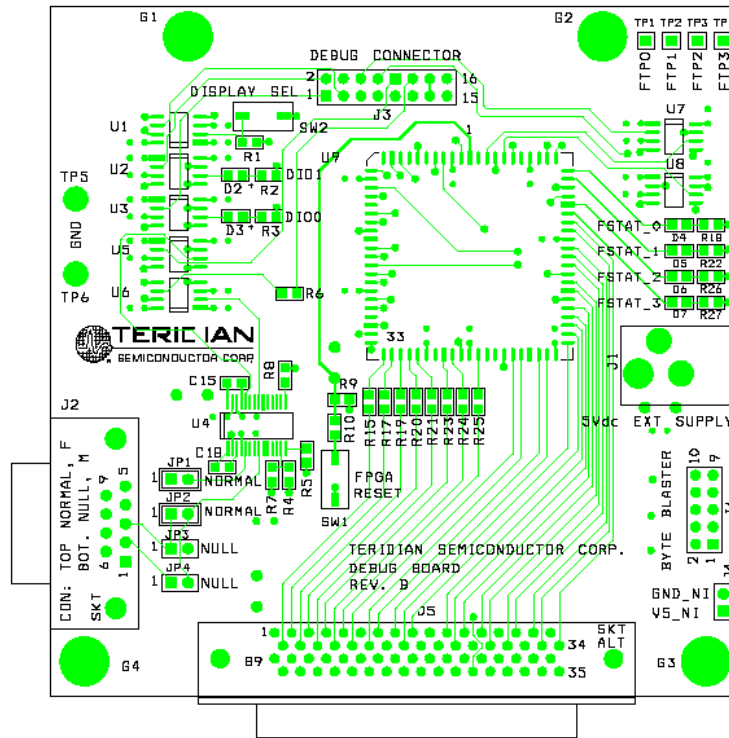 G1
G2
TP1 TP2 TP3 TP
FTP0
FTP1
FTP2
FTP3
DEBUG CONNECTOR
2
16
1
15
J3
DISPLAY SEL
SW2
U1
R1
U7
1
U8
U2
DIO1
D2 +
R2
TP5
U3
DIO0
D3 +
R3
GND
FSTAT_0
D4
R18
U5
FSTAT_1
D5
R22
TP6
U6
R6
FSTAT_2
D6
R26
FSTAT_3
D7
R27
TERIDIAN
SEMICONDUCTOR CORP
33
J1
R8
C15
R9
R10
J2
U4
R15
R17
R17
R20
R21
R23
R24
R25
5Vdc EXT SUPPLY
C18
R5
R7
R4
JP1
1
NORMAL
JP2
1
NORMAL
JP3
1
NULL
JP4
1
NULL
CON: TOP NORMAL, F
BOT. NULL, M
SKT
9
5
6
1
FPGA
RESET
SW1
BYTE BLASTER
10
9
2
1
TERIDIAN SEMICONDUCTOR CORP.
DEBUG BOARD
REV. B
GND_NI
V5_NI
J5
1
SKT
ALT
34
35
G4
G3